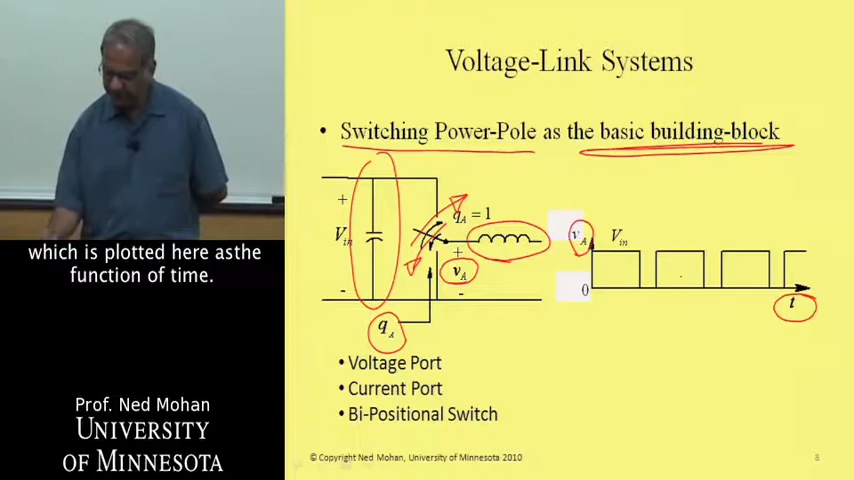 Voltage-Link Systems
• Switching Power-Pole as the basic building-block
+
Vin
-
qA = 1
+
vA
-
qA
vA
Vin
0
t
• Voltage Port
• Current Port
• Bi-Positional Switch
which is plotted here asthe
function of time.
Prof. Ned Mohan
UNIVERSITY
OF MINNESOTA
© Copyright Ned Mohan, University of Minnesota 2010
8